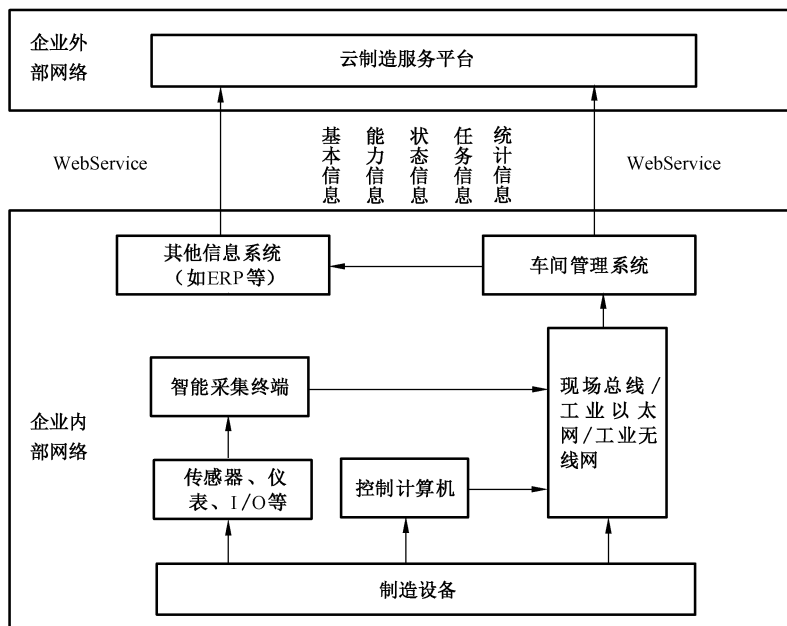 企业外
部网络
云制造服务平台
WebService
基本信息
能力信息
状态信息
任务信息
统计信息
WebService
其他信息系统
（如ERP等）
车间管理系统
企业内
部网络
智能采集终端
现场总线/
工业以太
网/工业无
线网
传感器、仪
表、I/O等
控制计算机
制造设备